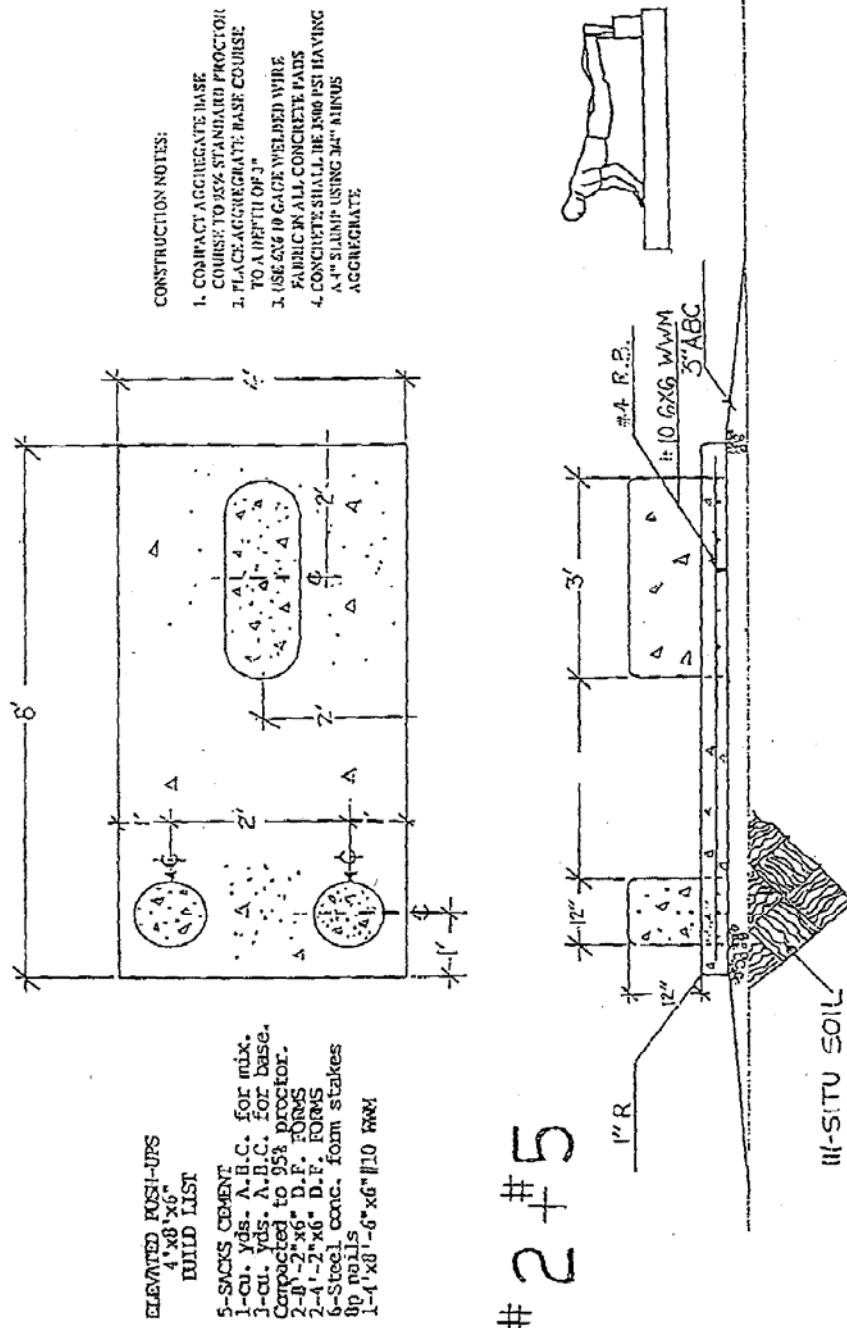 CONSTRUCTION NOTES:
1. COMPACT AGGREGATE BASE
COURSE TO 95% STANDARD PROCTOR
2. PLACE AGGREGRATE BASE COURSE
TO A DEPTH OF 3"
3. USE 6X6 10 GAGE WELDED WIRE
FABRIC IN ALL CONCRETE PADS
4. CONCRETE SHALL BE PSI HAVING
A 4" SLUMP USING 3/4" MINUS
AGGREGRATE
8'
4'
2'
2'
1'
2'
1'
1'
ELEVATED PUSH-UPS
4'x8'x6"
BUILD LIST
5-SACKS CEMENT
1-cu. yds. A.B.C. for mix.
3-cu. yds. A.B.C. for base.
Compacted to 95% proctor.
2-8'-2"x6" D.F. FORMS
2-4'-2"x6" D.F. FORMS
6-Steel conc. form stakes
8p nails
1-4'x8'-6"x6"#10 WWM
#4 R.B.
# 10 6X6 WWM
3" ABC
3'
12"
12"
1" R
IN-SITU SOIL
# 2 + # 5